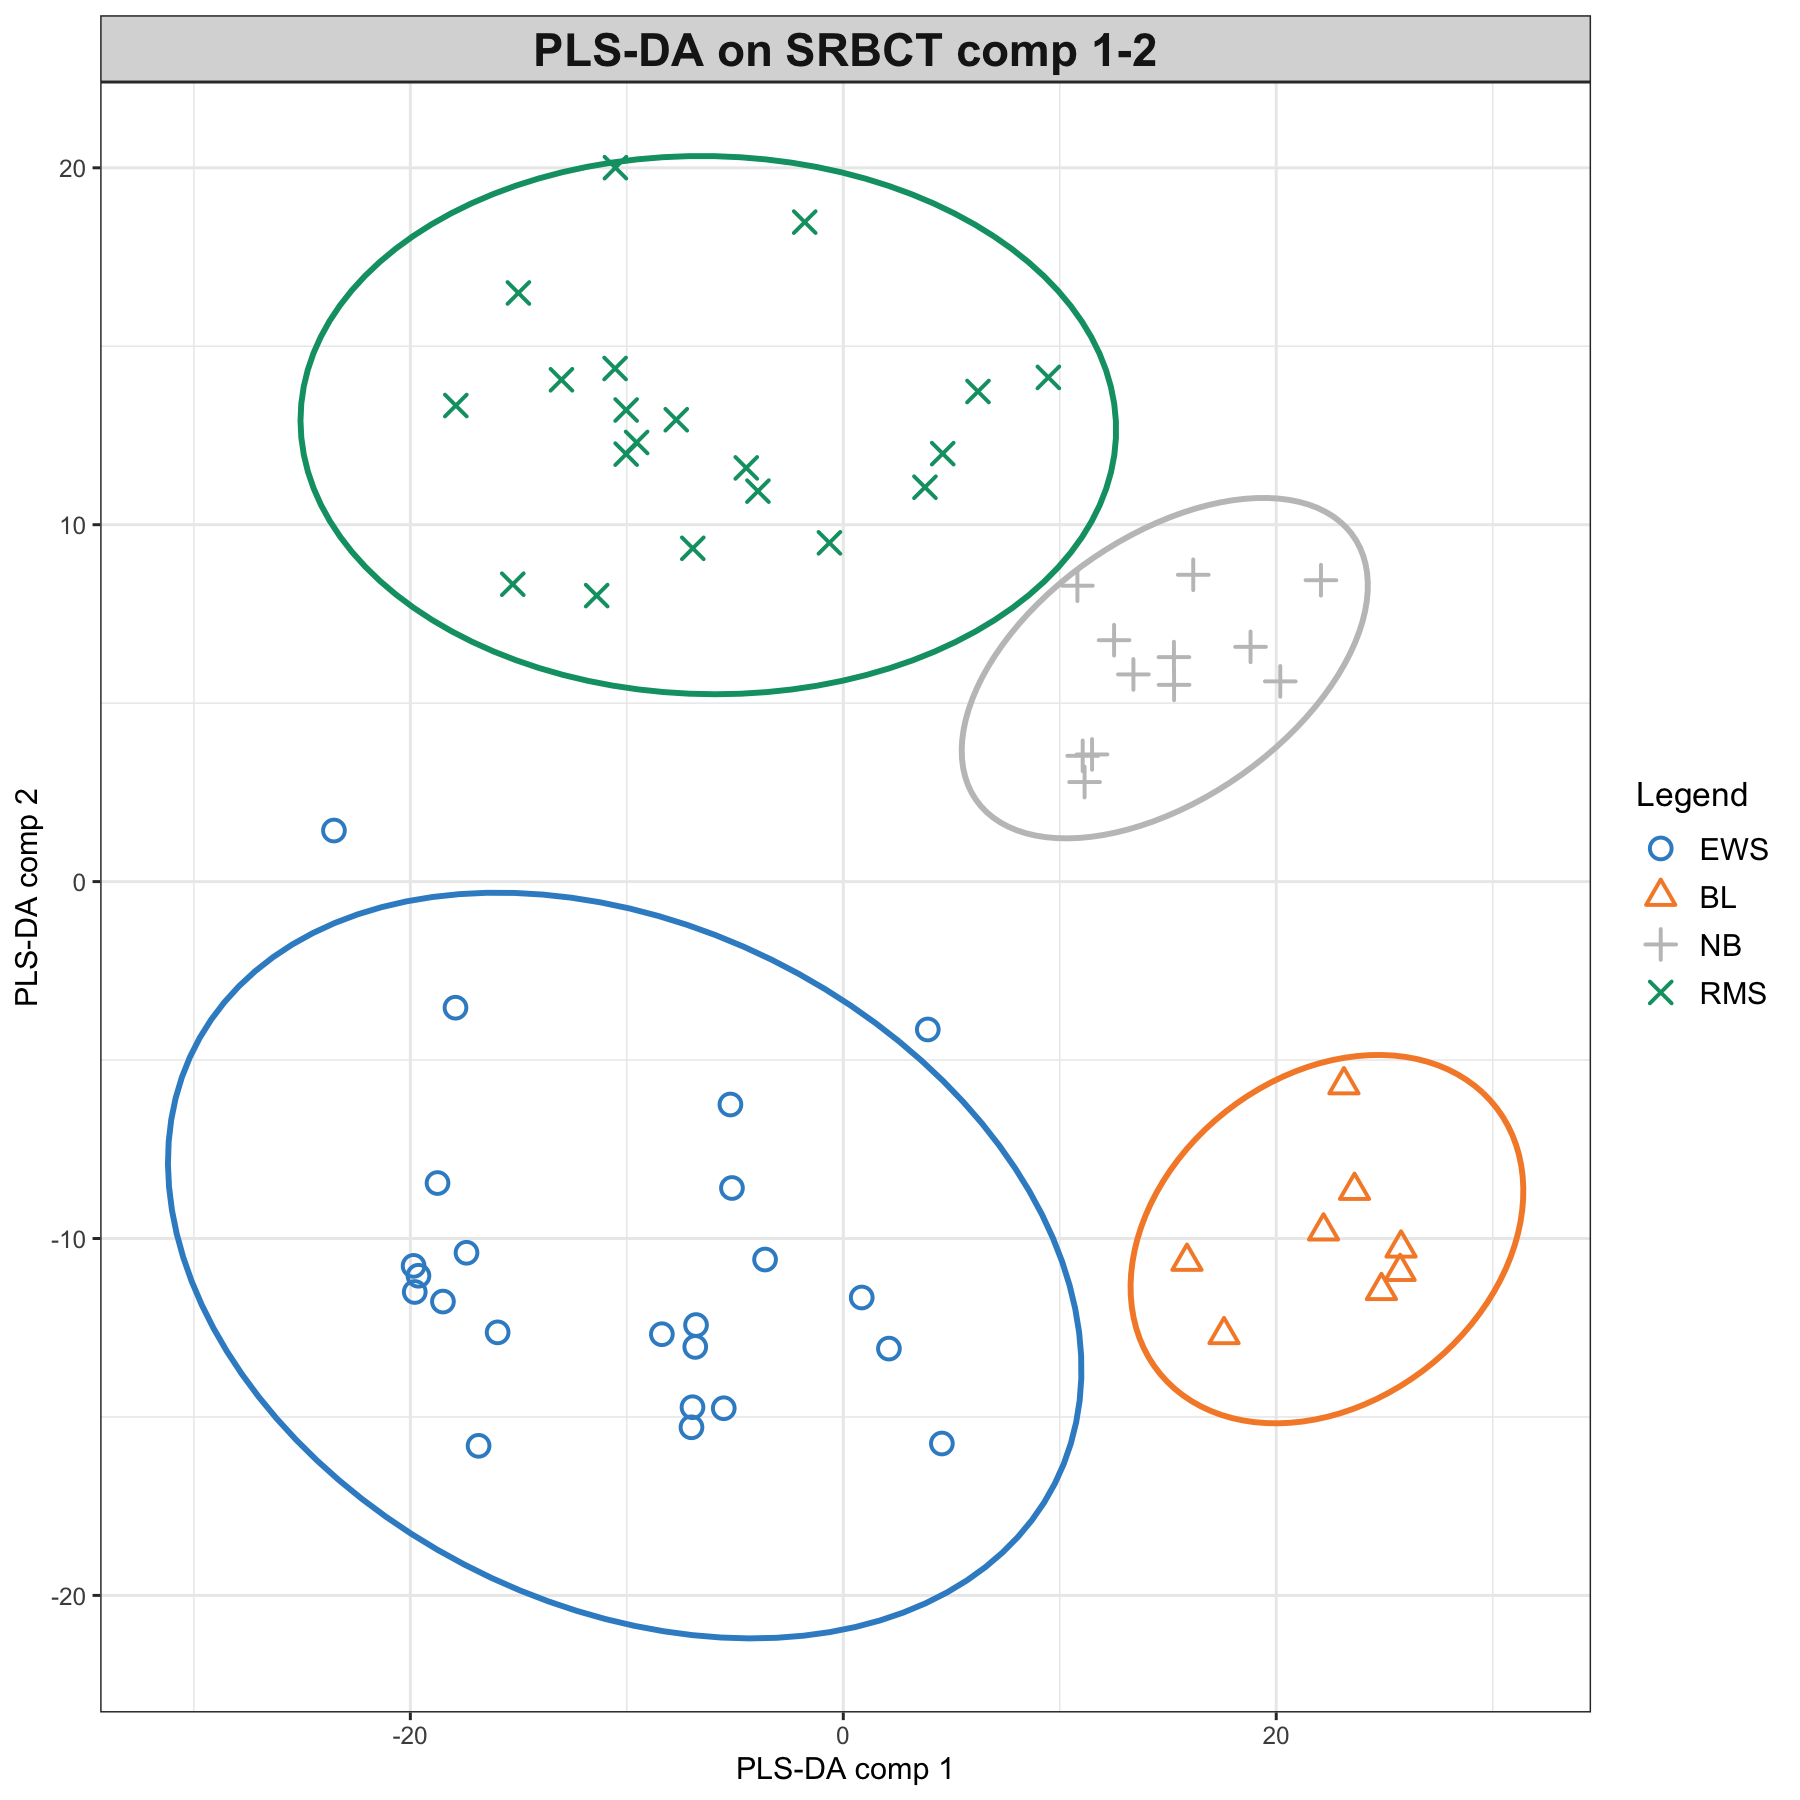 PLS-DA on SRBCT comp 1-2
20
10
0
-10
-20
PLS-DA comp 2
-20
0
20
PLS-DA comp 1
Legend
EWS
BL
NB
RMS